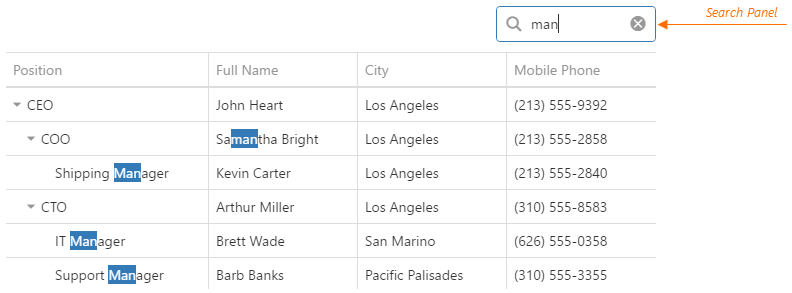 man
Search Panel
Position Full Name City Mobile Phone
CEO John Heart Los Angeles (213) 555-9392
COO Samantha Bright Los Angeles (213) 555-2858
Shipping Manager Kevin Carter Los Angeles (213) 555-2840
CTO Arthur Miller Los Angeles (310) 555-8583
IT Manager Brett Wade San Marino (626) 555-0358
Support Manager Barb Banks Pacific Palisades (310) 555-3355